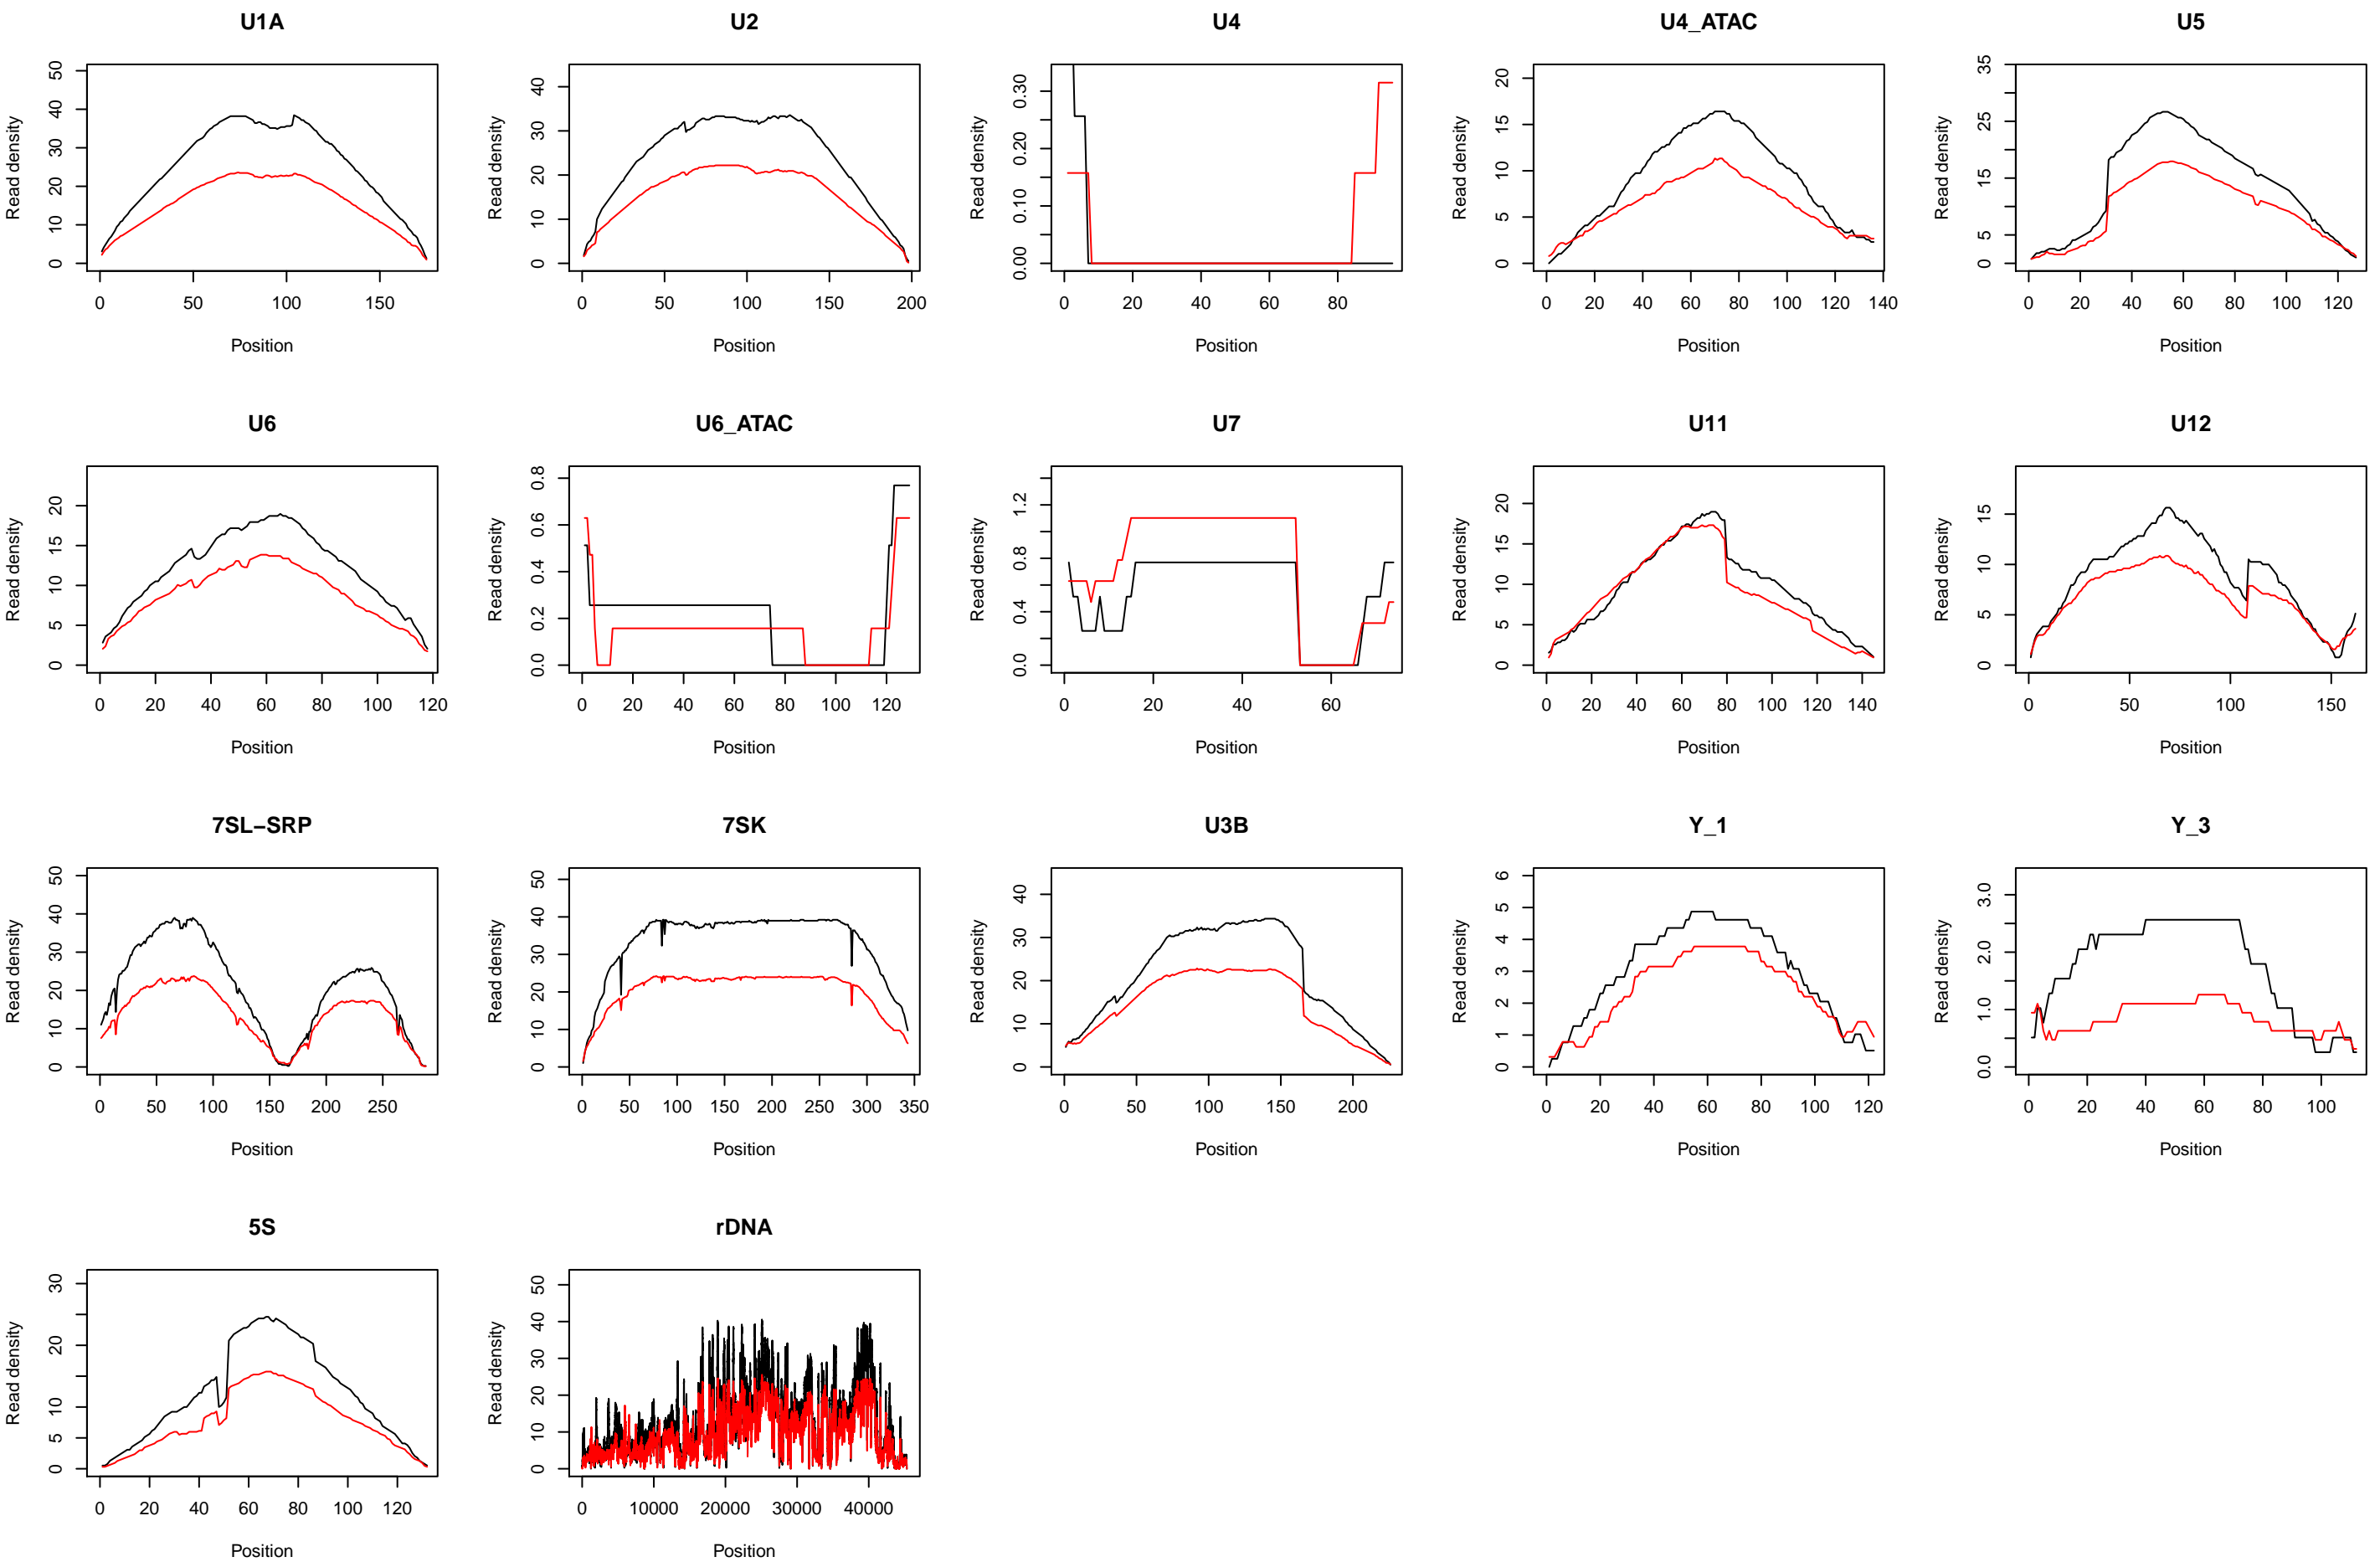 U1A
Read density
0 10 20 30 40 50
0 50 100 150
Position
U2
Read density
0 10 20 30 40
0 50 100 150 200
Position
U4
Read density
0.00 0.10 0.20 0.30
0 20 40 60 80
Position
U4_ATAC
Read density
0 5 10 15 20
0 20 40 60 80 100 120 140
Position
U5
Read density
0 5 15 25 35
0 20 40 60 80 100 120
Position
U6
Read density
0 5 10 15 20
0 20 40 60 80 100 120
Position
U6_ATAC
Read density
0.0 0.2 0.4 0.6 0.8
0 20 40 60 80 100 120
Position
U7
Read density
0.0 0.4 0.8 1.2
0 20 40 60
Position
U11
Read density
0 5 10 15 20
0 20 40 60 80 100 120 140
Position
U12
Read density
0 5 10 15
0 50 100 150
Position
7SL−SRP
Read density
0 10 20 30 40 50
0 50 100 150 200 250
Position
7SK
Read density
0 10 20 30 40 50
0 50 100 150 200 250 300 350
Position
U3B
Read density
0 10 20 30 40
0 50 100 150 200
Position
Y_1
Read density
0 1 2 3 4 5 6
0 20 40 60 80 100 120
Position
Y_3
Read density
0.0 1.0 2.0 3.0
0 20 40 60 80 100
Position
5S
Read density
0 5 10 20 30
0 20 40 60 80 100 120
Position
rDNA
Read density
0 10 20 30 40 50
0 10000 20000 30000 40000
Position